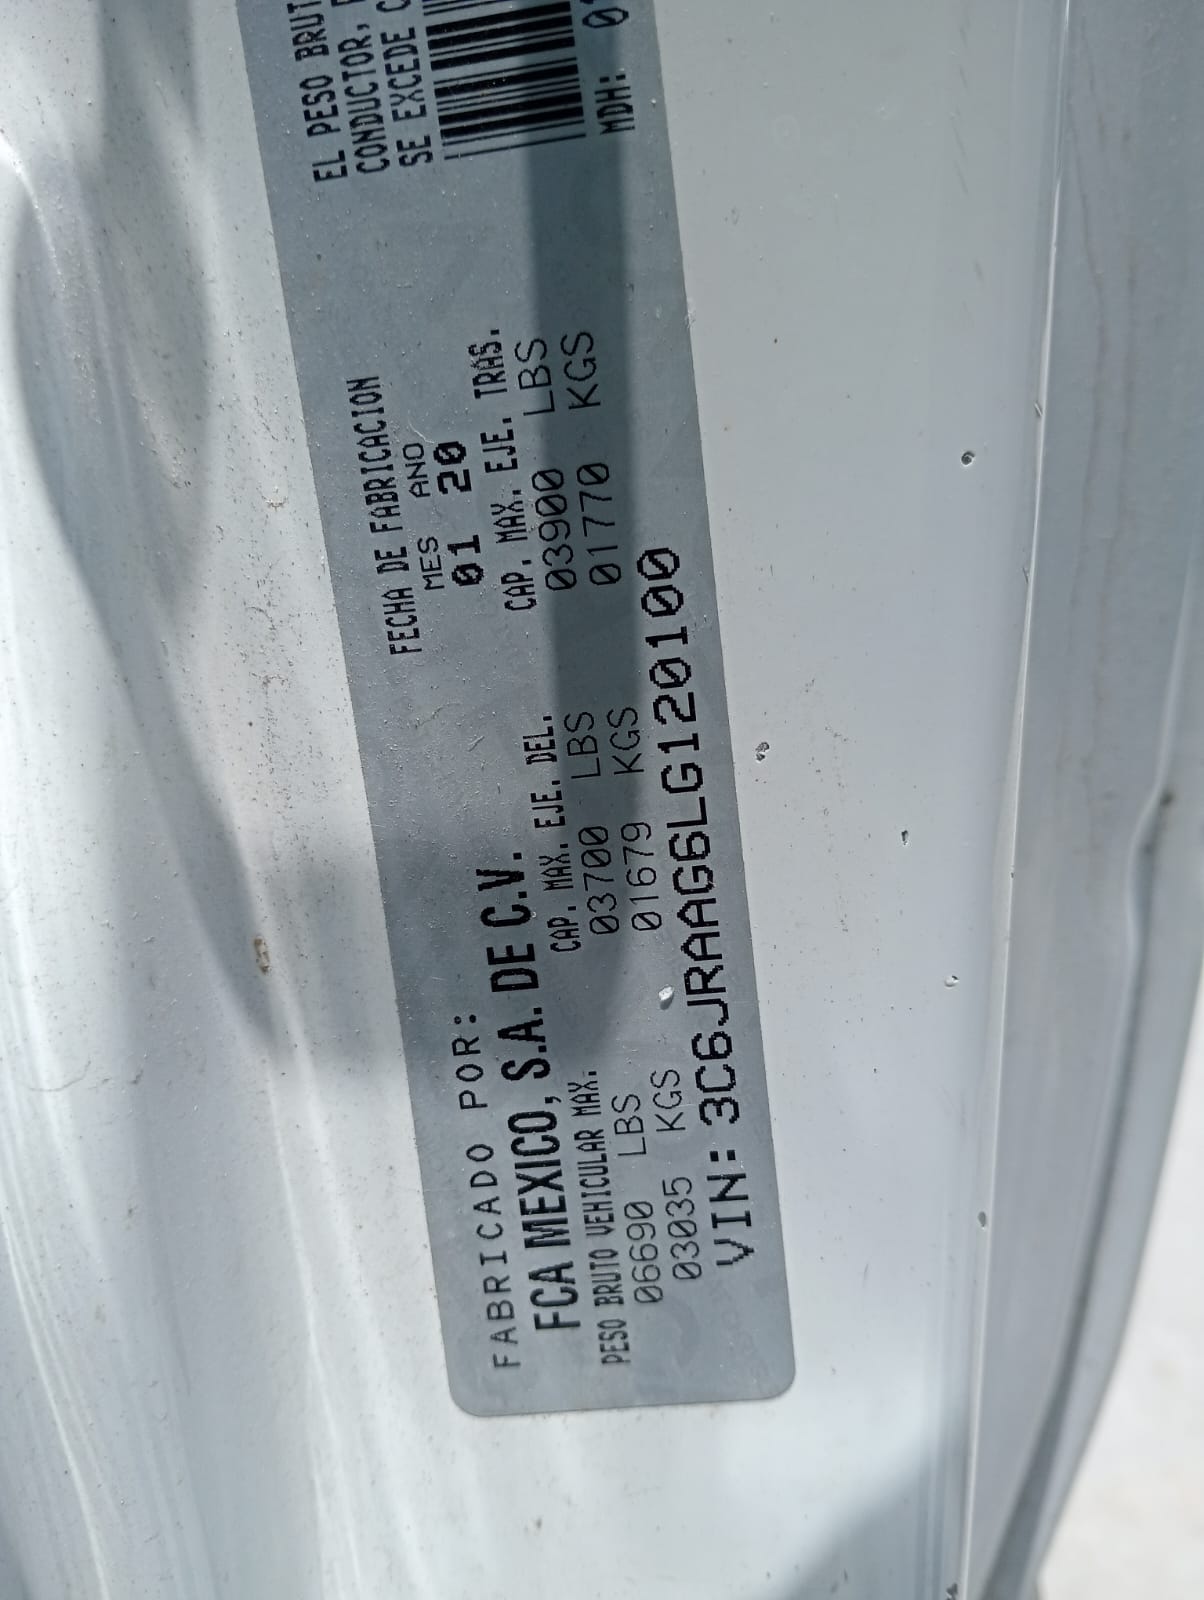 FABRICADO POR:
FCA MEXICO, S.A. DE C.V.
FECHA DE FABRICACION
MES ANO
01 20
PESO BRUTO VEHICULAR MAX.
06690 LBS
03035 KGS
CAP. MAX. EJE. DEL.
03700 LBS
01679 KGS
CAP. MAX. EJE. TRAS.
03900 LBS
01770 KGS
VIN: 3C6JRAAG6LG120100
EL PESO BRUT
CONDUCTOR,
SE EXCEDE C
MDH: 0